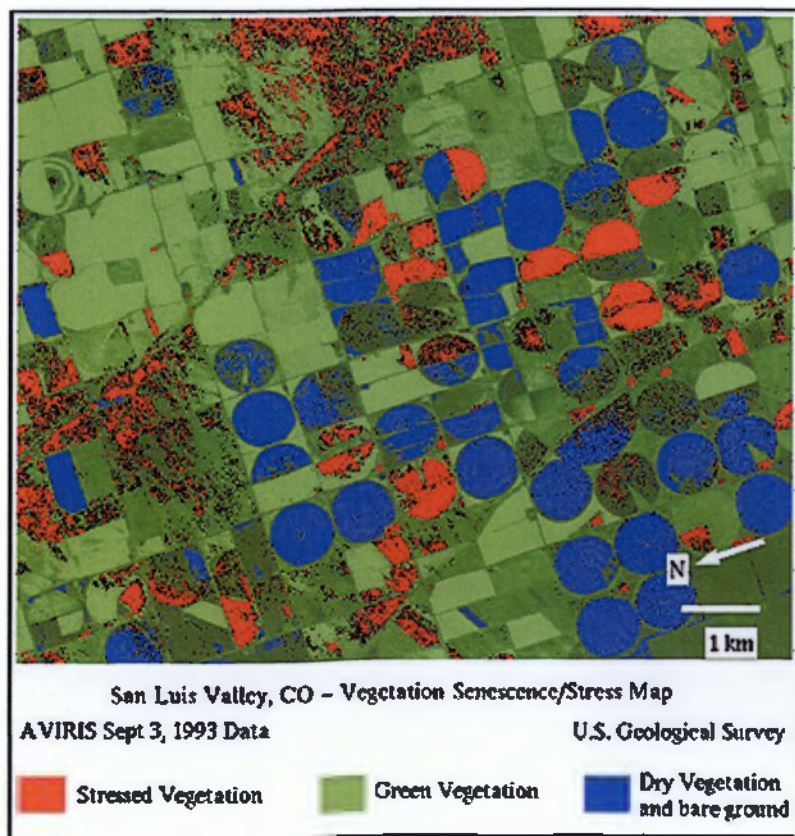 N
1 km
San Luis Valley, CO – Vegetation Senescence/Stress Map
AVIRIS Sept 3, 1993 Data
U.S. Geological Survey
Stressed Vegetation
Green Vegetation
Dry Vegetation
and bare ground